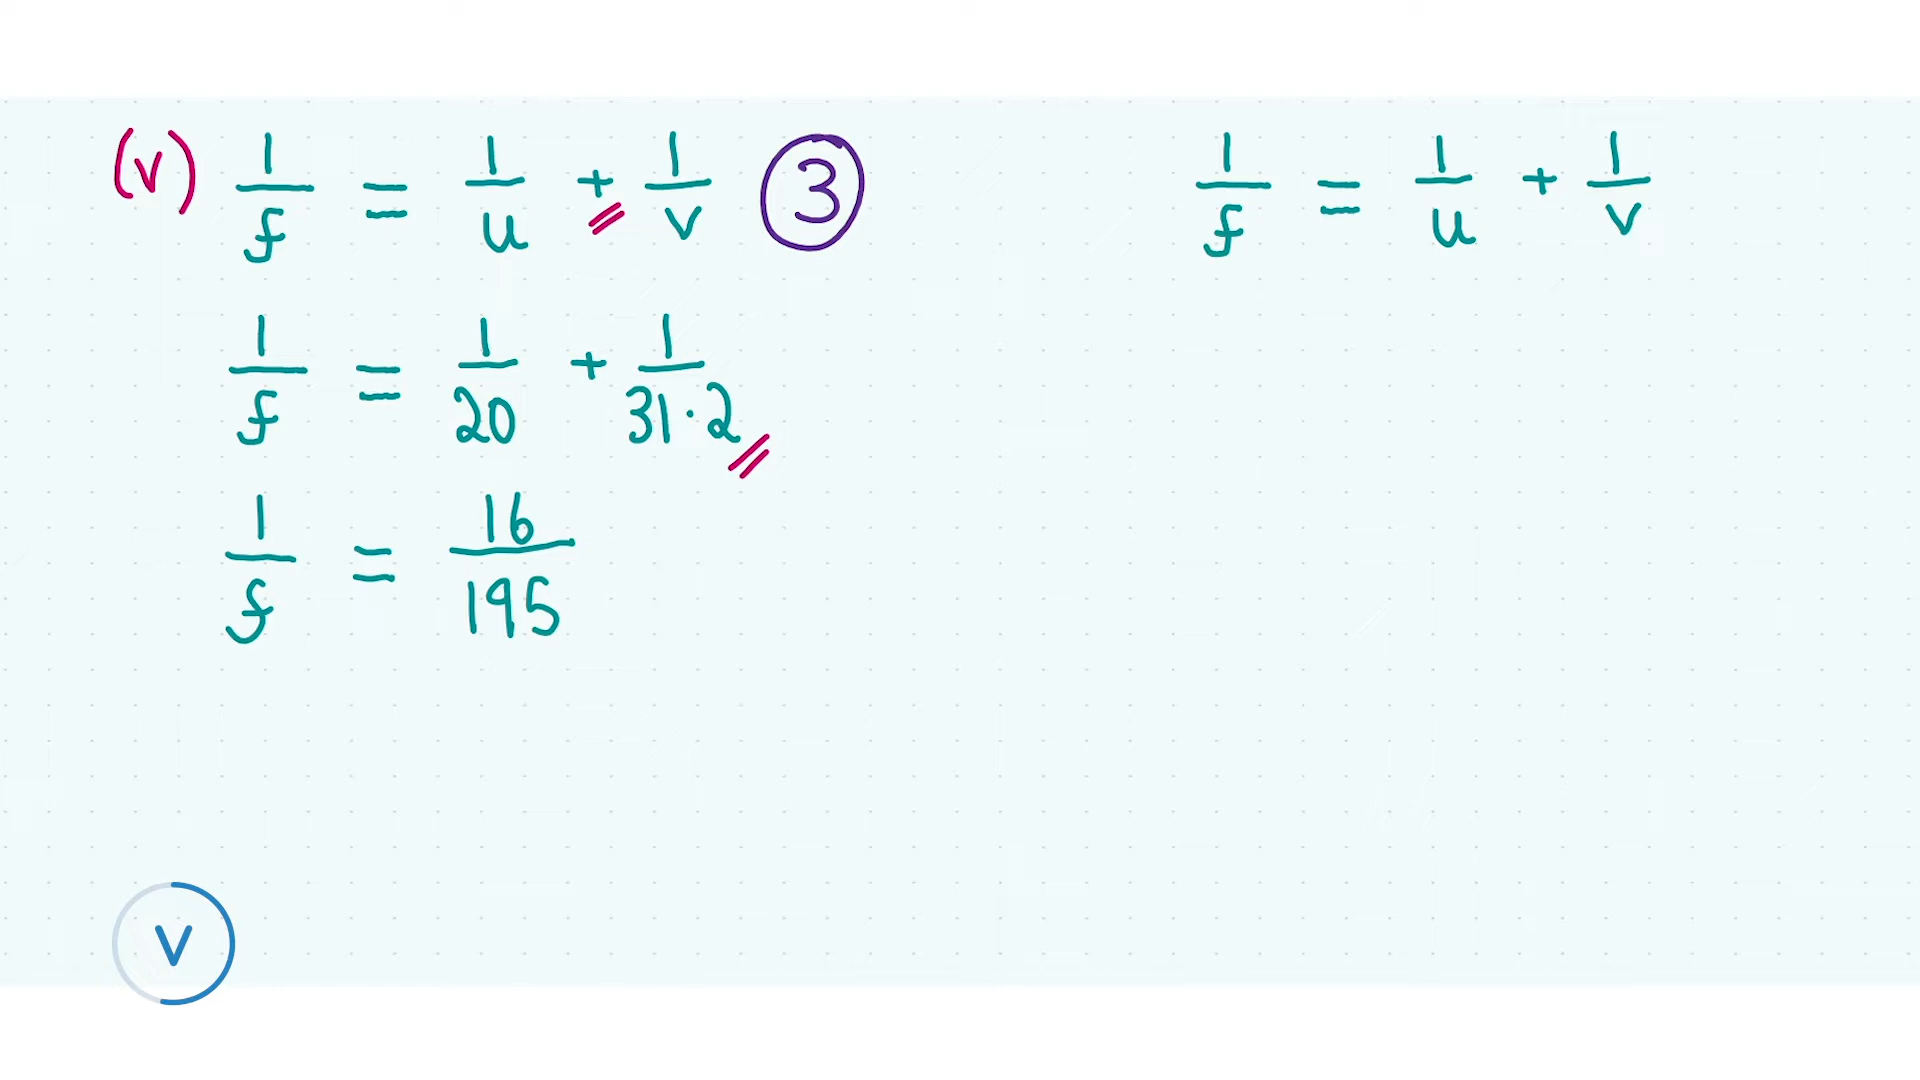 (v) 1/f = 1/u + 1/v ③
1/f = 1/20 + 1/31·2
1/f = 16/195
1/f = 1/u + 1/v
v